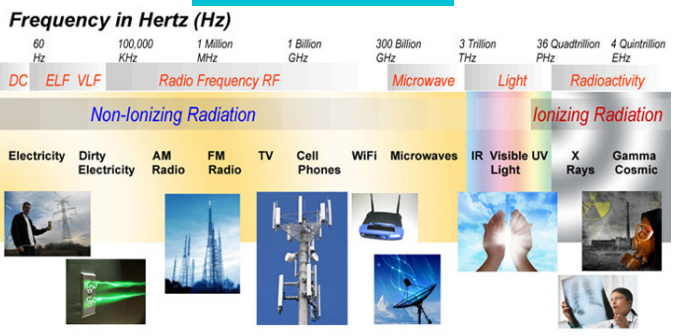 Frequency in Hertz (Hz)
60 100,000 1 Million 1 Billion 300 Billion 3 Trillion 36 Quadtrillion 4 Quintrillion
Hz KHz MHz GHz GHz THz PHz EHz
DC ELF VLF Radio Frequency RF Microwave Light Radioactivity
Non-Ionizing Radiation Ionizing Radiation
Electricity Dirty AM FM TV Cell WiFi Microwaves IR Visible UV X Gamma
Electricity Radio Radio Phones Light Rays Cosmic